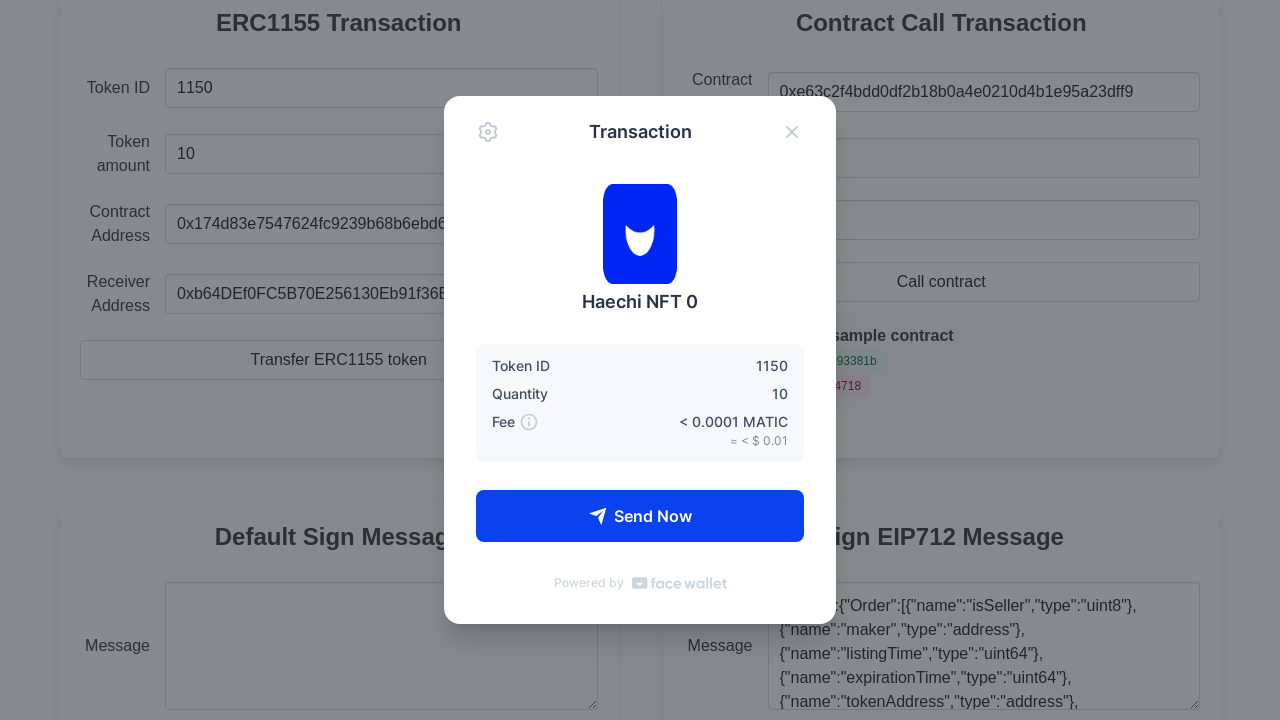 ERC1155 Transaction
Token ID
1150
Token
amount
10
Contract
Address
0x174d83e7547624fc9239b68b6ebd6
Receiver
Address
Transfer ERC1155 token
Contract Call Transaction
Contract
0xe63c2f4bdd0df2b18b0a4e0210d4b1e95a23dff9
Call contract
sample contract
93381b
4718
Transaction
Haechi NFT 0
Token ID
1150
Quantity
10
Fee
< 0.0001 MATIC
≈ < $ 0.01
Send Now
Powered by face wallet
Default Sign Messag
Message
ign EIP712 Message
Message
:{"Order":[{"name":"isSeller","type":"uint8"},
{"name":"maker","type":"address"},
{"name":"listingTime","type":"uint64"},
{"name":"expirationTime","type":"uint64"},
{"name":"tokenAddress","type":"address"},